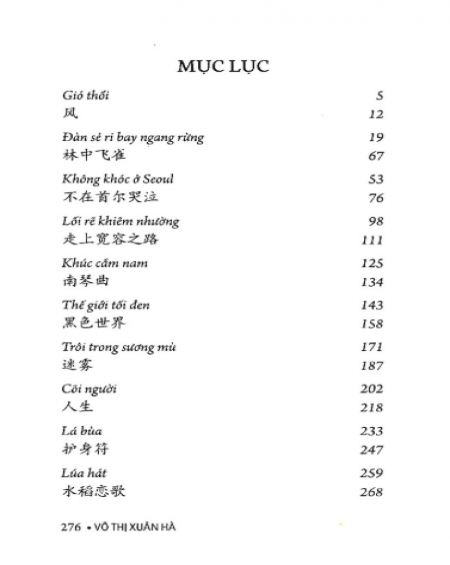 MỤC LỤC
Gió thổi 5
风 12
Đàn sẻ ri bay ngang rừng 19
林中飞雀 67
Không khóc ở Seoul 53
不在首尔哭泣 76
Lối rẽ khiêm nhường 98
走上宽容之路 111
Khúc cầm nam 125
南琴曲 134
Thế giới tối đen 143
黑色世界 158
Trôi trong sương mù 171
迷雾 187
Cõi người 202
人生 218
Lá bùa 233
护身符 247
Lúa hát 259
水稻恋歌 268
276 • VÕ THỊ XUÂN HÀ